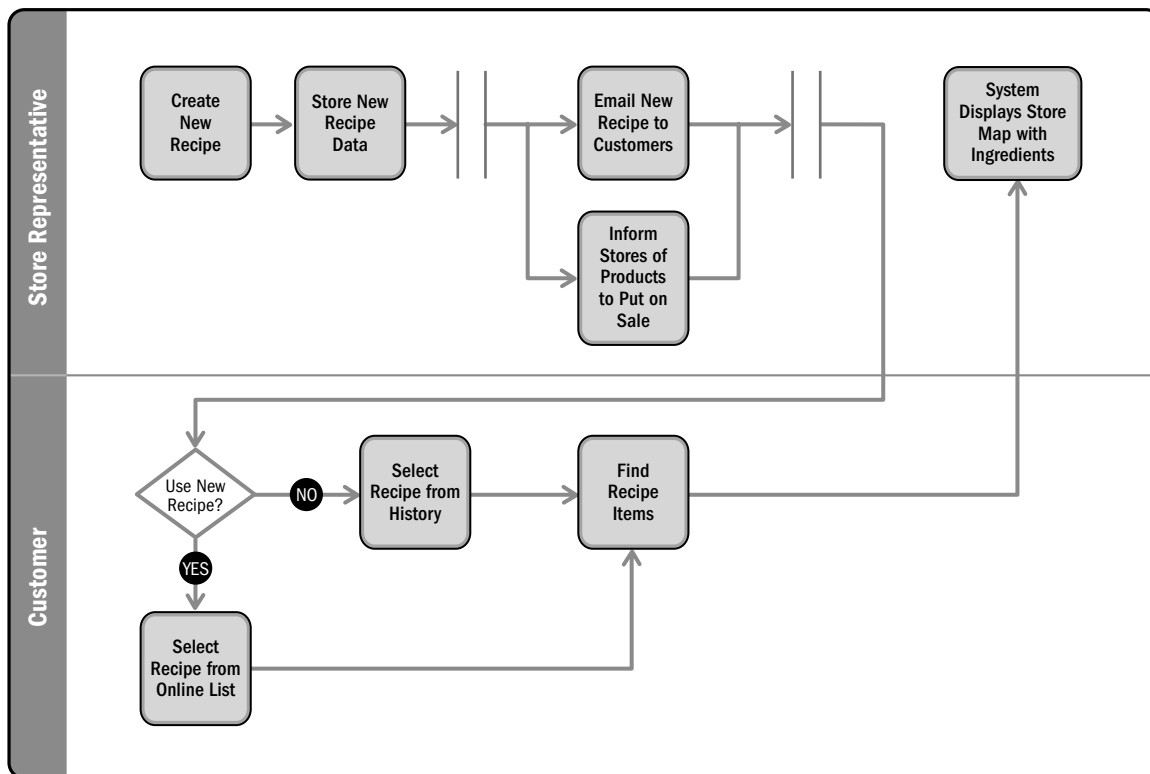 Store Representative
Create
New
Recipe
Store New
Recipe
Data
Email New
Recipe to
Customers
System
Displays Store
Map with
Ingredients
Inform
Stores of
Products
to Put on
Sale
Customer
Use New
Recipe?
NO
Select
Recipe from
History
Find
Recipe
Items
YES
Select
Recipe from
Online List